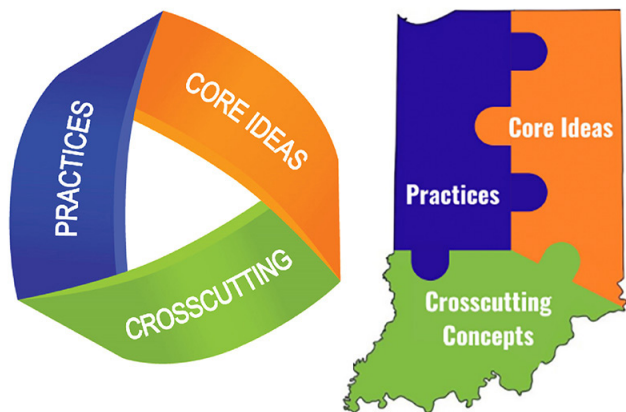 PRACTICES
CORE IDEAS
CROSSCUTTING
Core Ideas
Practices
Crosscutting
Concepts